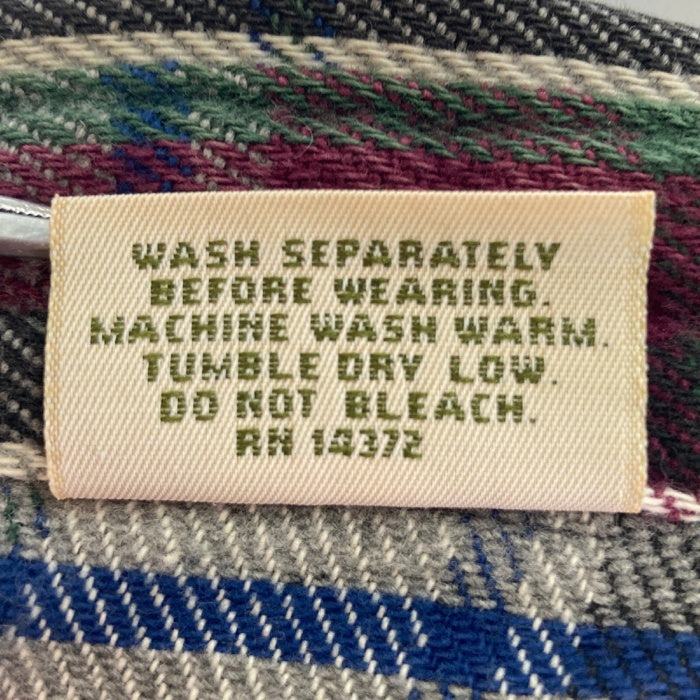 WASH SEPARATELY
BEFORE WEARING.
MACHINE WASH WARM.
TUMBLE DRY LOW.
DO NOT BLEACH.
RN 14372